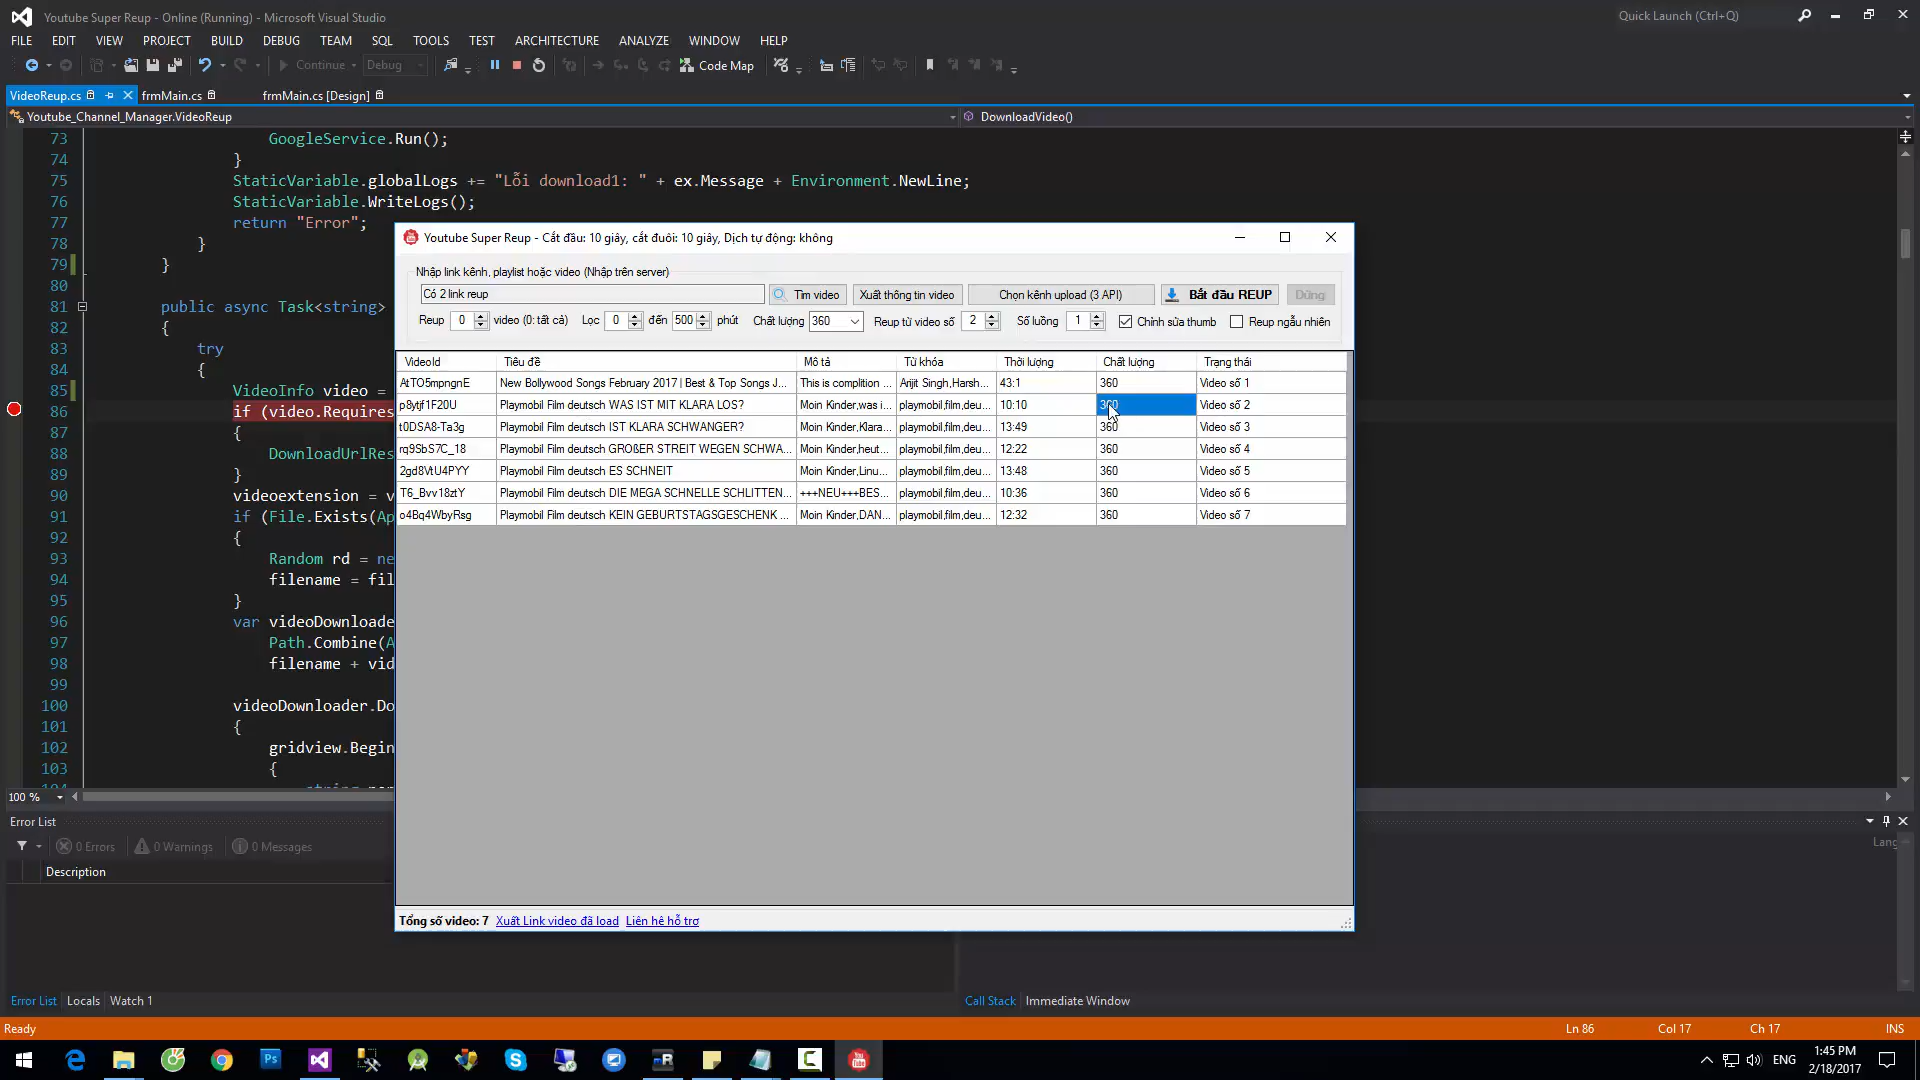 Youtube Super Reup - Online (Running) - Microsoft Visual Studio
Quick Launch (Ctrl+Q)
FILE EDIT VIEW PROJECT BUILD DEBUG TEAM SQL TOOLS TEST ARCHITECTURE ANALYZE WINDOW HELP
Continue Debug Code Map
VideoReup.cs frmMain.cs frmMain.cs [Design]
Youtube_Channel_Manager.VideoReup DownloadVideo()
73 GoogleService.Run();
74 }
75 StaticVariable.globalLogs += "Lỗi download1: " + ex.Message + Environment.NewLine;
76 StaticVariable.WriteLogs();
77 return "Error";
78 }
79 }
80
81 public async Task<string>
82 {
83 try
84 {
85 VideoInfo video =
86 if (video.Requires
87 {
88 DownloadUrlRes
89 }
90 videoextension = v
91 if (File.Exists(Ap
92 {
93 Random rd = ne
94 filename = fil
95 }
96 var videoDownloade
97 Path.Combine(A
98 filename + vid
99
100 videoDownloader.Do
101 {
102 gridview.Begin
103 {
Youtube Super Reup - Cắt đầu: 10 giây, cắt đuôi: 10 giây, Dịch tự động: không
Nhập link kênh, playlist hoặc video (Nhập trên server)
Có 2 link reup Tìm video Xuất thông tin video Chọn kênh upload (3 API) Bắt đầu REUP Dừng
Reup 0 video (0: tất cả) Lọc 0 đến 500 phút Chất lượng 360 Reup từ video số 2 Số luồng 1 Chỉnh sửa thumb Reup ngẫu nhiên
VideoId Tiêu đề Mô tả Từ khóa Thời lượng Chất lượng Trạng thái
AtTO5mpngnE New Bollywood Songs February 2017 | Best & Top Songs J... This is complition ... Arijit Singh,Harsh... 43:1 360 Video số 1
p8ytjf1F20U Playmobil Film deutsch WAS IST MIT KLARA LOS? Moin Kinder,was i... playmobil,film,deu... 10:10 360 Video số 2
t0DSA8-Ta3g Playmobil Film deutsch IST KLARA SCHWANGER? Moin Kinder,Klara... playmobil,film,deu... 13:49 360 Video số 3
rq9SbS7C_18 Playmobil Film deutsch GROßER STREIT WEGEN SCHWA... Moin Kinder,heut... playmobil,film,deu... 12:22 360 Video số 4
2gd8VtU4PYY Playmobil Film deutsch ES SCHNEIT Moin Kinder,Linu... playmobil,film,deu... 13:48 360 Video số 5
T6_Bvv18ztY Playmobil Film deutsch DIE MEGA SCHNELLE SCHLITTEN... +++NEU+++BES... playmobil,film,deu... 10:36 360 Video số 6
o4Bq4WbyRsg Playmobil Film deutsch KEIN GEBURTSTAGSGESCHENK ... Moin Kinder,DAN... playmobil,film,deu... 12:32 360 Video số 7
Tổng số video: 7 Xuất Link video đã load Liên hệ hỗ trợ
100 %
Error List
0 Errors 0 Warnings 0 Messages
Lang
Description
Error List Locals Watch 1 Call Stack Immediate Window
Ready Ln 86 Col 17 Ch 17 INS
ENG 1:45 PM
2/18/2017